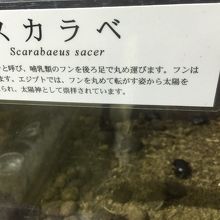 スカラベ
Scarabaeus sacer
と呼び、哺乳類のフンを後ろ足で丸め運びます。フンは
ます。エジプトでは、フンを丸めて転がす姿から太陽を
られ、太陽神として崇拝されています。